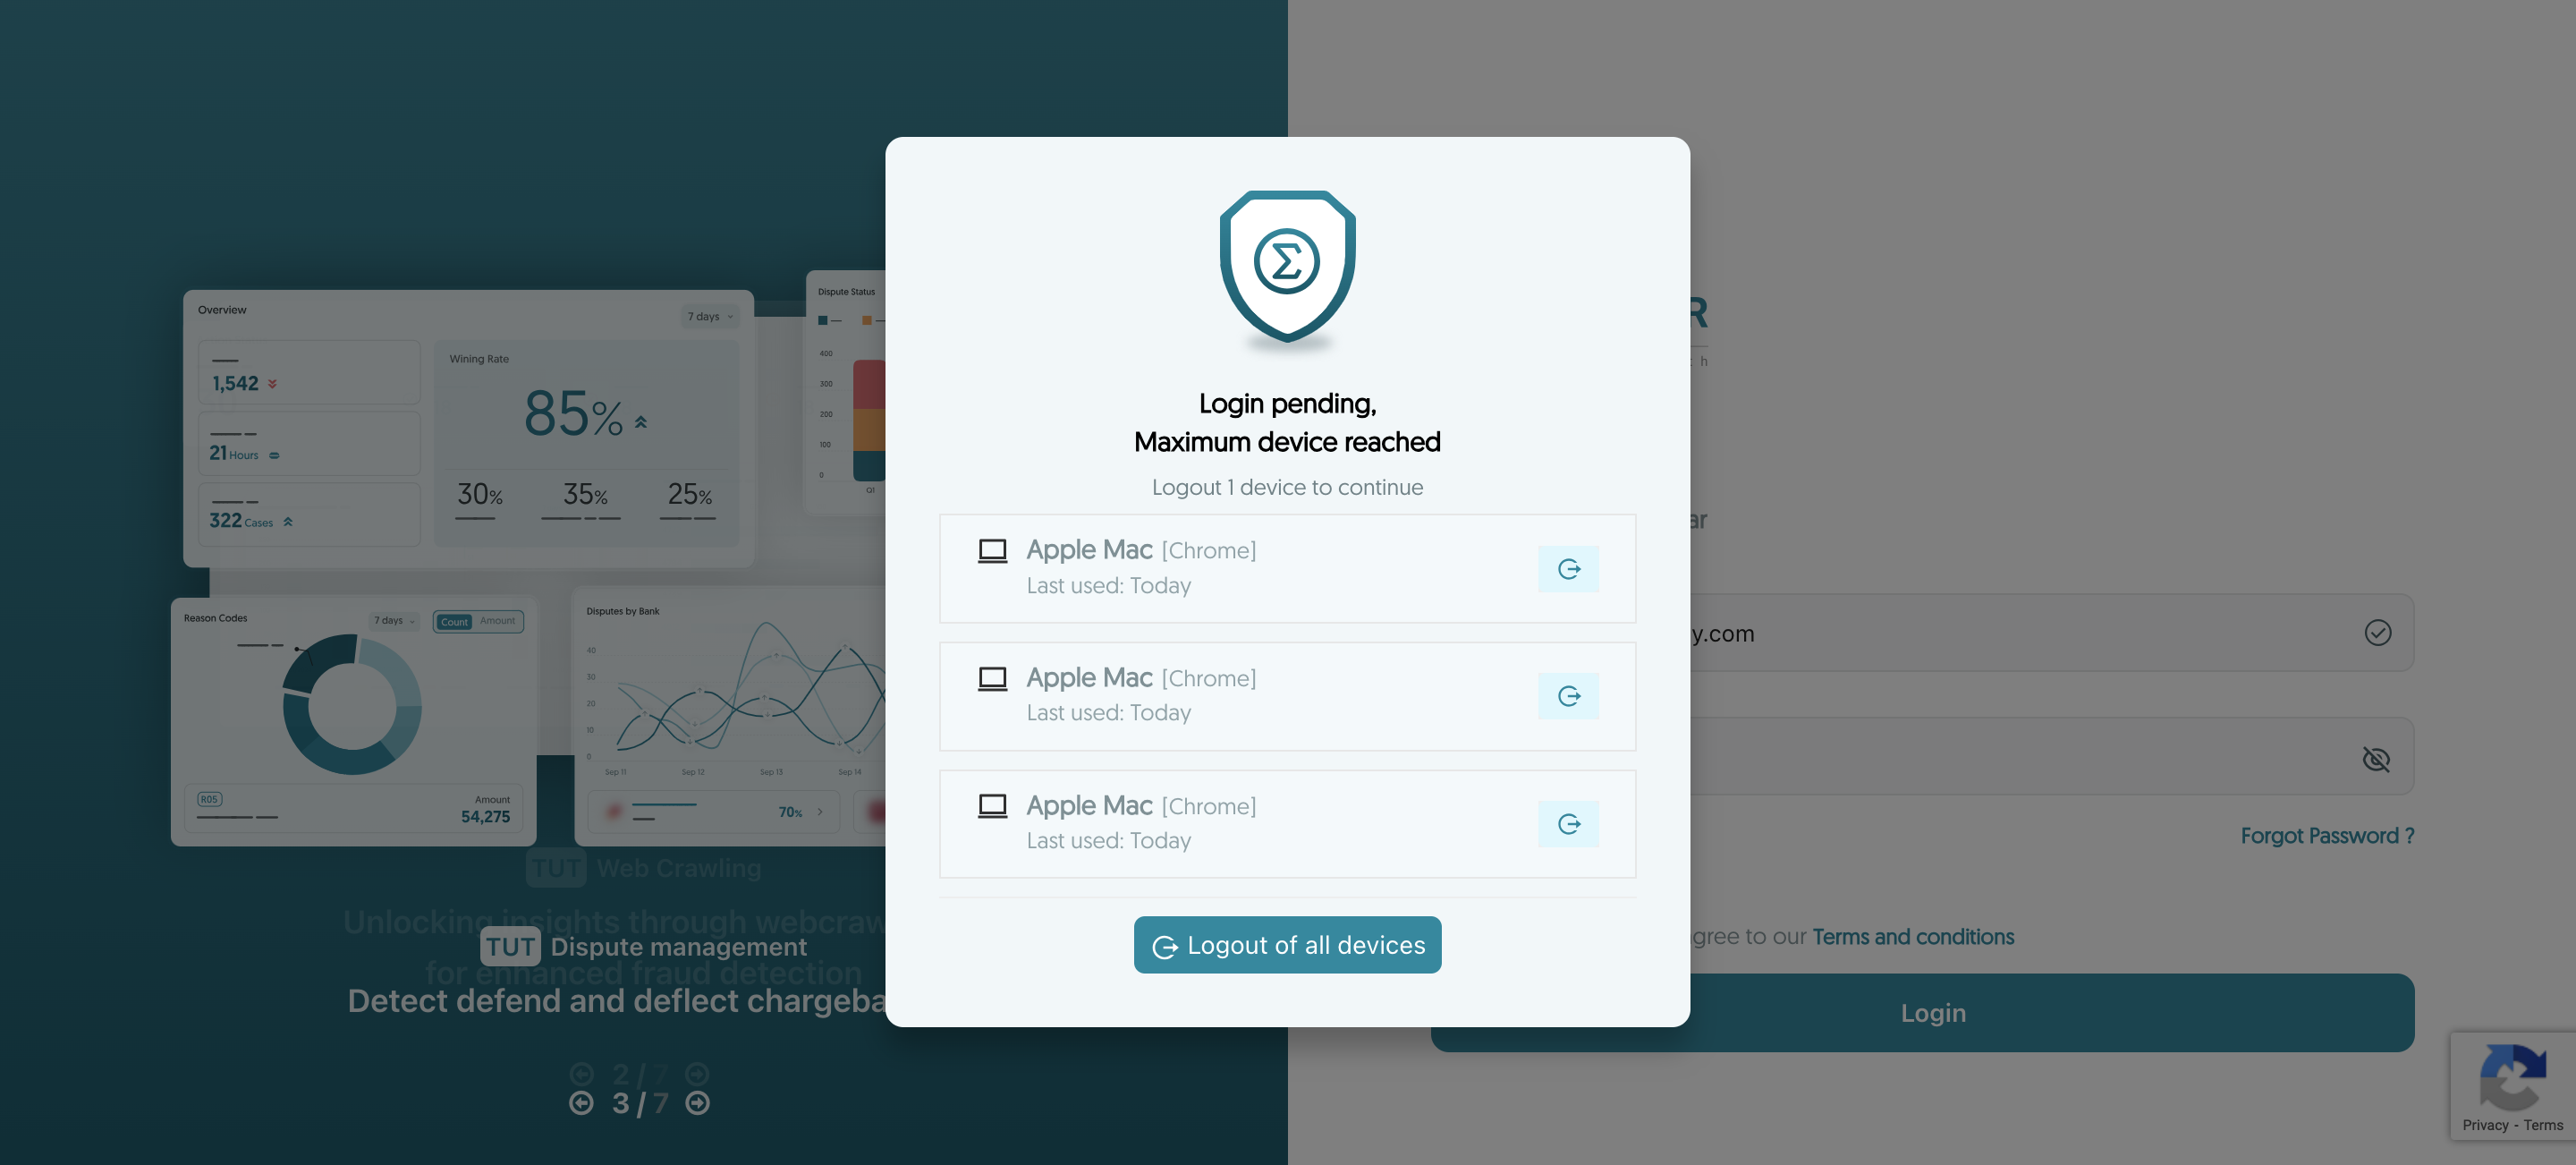 Overview
7 days
1,542
21 Hours
322 Cases
Wining Rate
85%
30% 35% 25%
Dispute Status
400
300
200
100
0
Q1
Reason Codes
7 days
Count Amount
R05
Amount
54,275
Disputes by Bank
40
30
20
10
0
Sep 11 Sep 12 Sep 13 Sep 14
70%
TUT Web Crawling
Unlocking insights through webcraw
for enhanced fraud detection
TUT Dispute management
Detect defend and deflect chargeba
2 / 7
3 / 7
Σ
Login pending,
Maximum device reached
Logout 1 device to continue
Apple Mac [Chrome]
Last used: Today
Apple Mac [Chrome]
Last used: Today
Apple Mac [Chrome]
Last used: Today
Logout of all devices
R
h
ar
y.com
Forgot Password ?
gree to our Terms and conditions
Login
Privacy - Terms